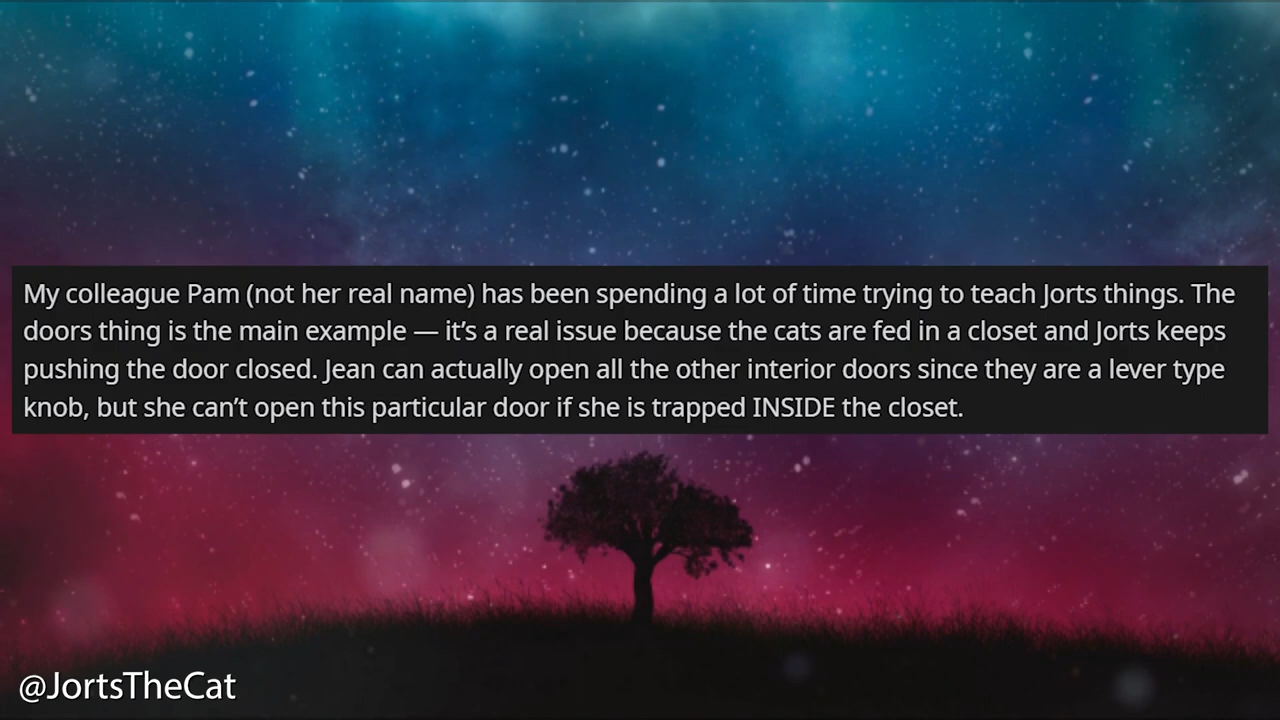 My colleague Pam (not her real name) has been spending a lot of time trying to teach Jorts things. The
doors thing is the main example — it’s a real issue because the cats are fed in a closet and Jorts keeps
pushing the door closed. Jean can actually open all the other interior doors since they are a lever type
knob, but she can’t open this particular door if she is trapped INSIDE the closet.
@JortsTheCat